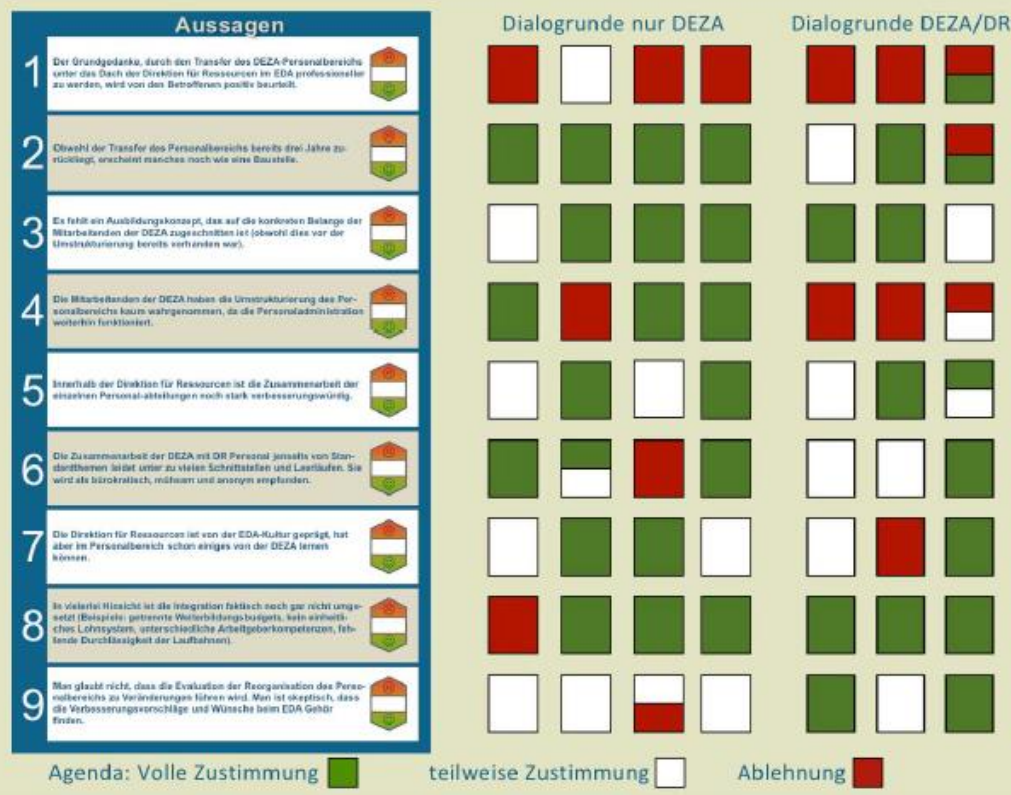 Aussagen
Dialogrunde nur DEZA
Dialogrunde DEZA/DR
1
Der Grundgedanke, durch den Transfer des DEZA-Personalbereichs
unter das Dach der Direktion für Ressourcen im EDA professioneller
zu werden, wird von den Betroffenen positiv beurteilt.
2
Obwohl der Transfer des Personalbereichs bereits drei Jahre zu-
rückliegt, erscheint manches noch wie eine Baustelle.
3
Es fehlt ein Ausbildungskonzept, das auf die konkreten Belange der
Mitarbeitenden der DEZA zugeschnitten ist (obwohl dies vor der
Umstrukturierung bereits vorhanden war).
4
Die Mitarbeitenden der DEZA haben die Umstrukturierung des Per-
sonalbereichs kaum wahrgenommen, da die Personaladministration
weiterhin funktioniert.
5
Innerhalb der Direktion für Ressourcen ist die Zusammenarbeit der
einzelnen Personal-abteilungen noch stark verbesserungswürdig.
6
Die Zusammenarbeit der DEZA mit DR Personal jenseits von Stan-
dardthemen leidet unter zu vielen Schnittstellen und Leerläufen. Sie
wird als bürokratisch, mühsam und anonym empfunden.
7
Die Direktion für Ressourcen ist von der EDA-Kultur geprägt, hat
aber im Personalbereich schon einiges von der DEZA lernen
können.
8
In vielerlei Hinsicht ist die Integration faktisch noch gar nicht umge-
setzt (Beispiele: getrennte Weiterbildungsbudgets, kein einheitli-
ches Lohnsystem, unterschiedliche Arbeitgeberkompetenzen, feh-
lende Durchlässigkeit der Laufbahnen).
9
Man glaubt nicht, dass die Evaluation der Reorganisation des Perso-
nalbereichs zu Veränderungen führen wird. Man ist skeptisch, dass
die Verbesserungsvorschläge und Wünsche beim EDA Gehör
finden.
Agenda: Volle Zustimmung
teilweise Zustimmung
Ablehnung